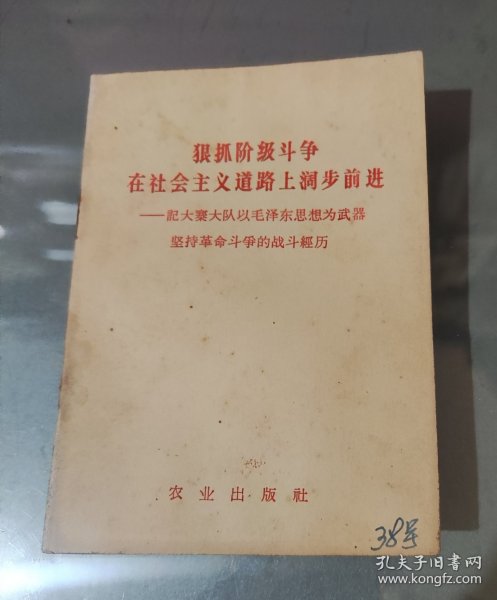 狠抓阶级斗争
在社会主义道路上阔步前进
——記大寨大队以毛泽东思想为武器
坚持革命斗爭的战斗經历
农业出版社
38号
孔夫子旧书网
www.kongfz.com